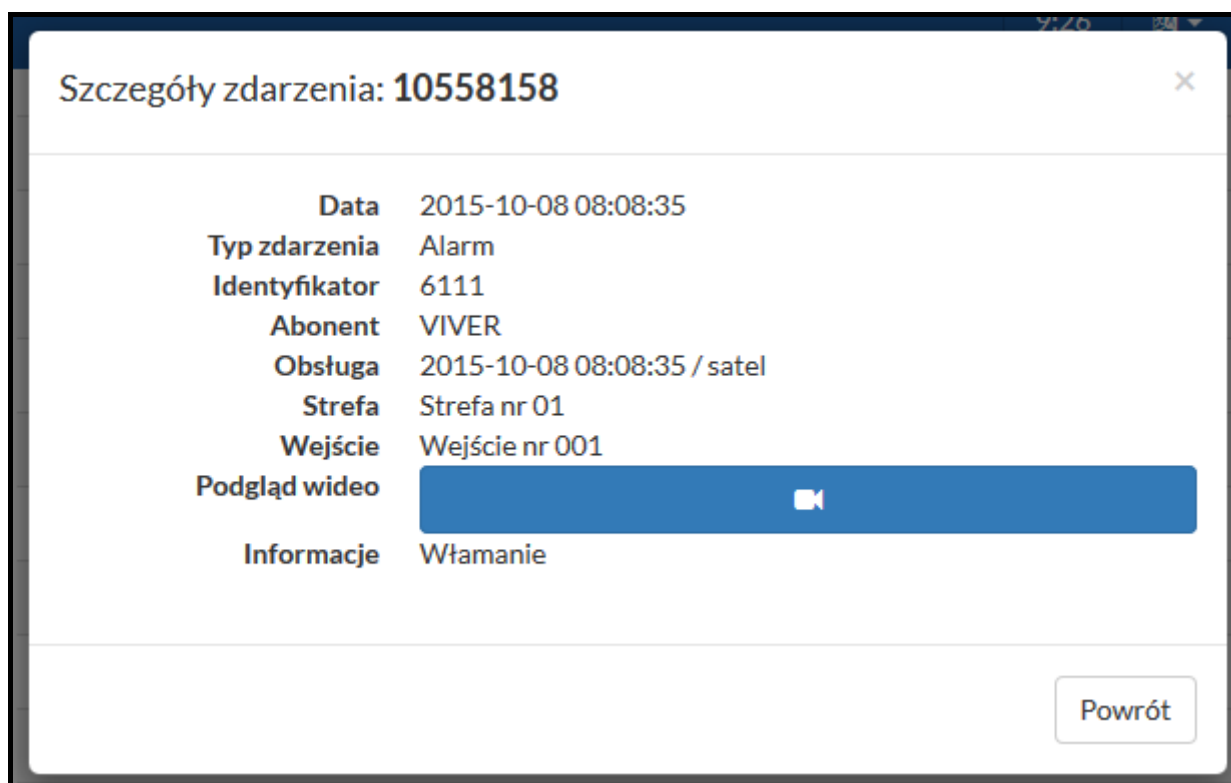 9:26
Szczegóły zdarzenia: 10558158 ×
Data 2015-10-08 08:08:35
Typ zdarzenia Alarm
Identyfikator 6111
Abonent VIVER
Obsługa 2015-10-08 08:08:35 / satel
Strefa Strefa nr 01
Wejście Wejście nr 001
Podgląd wideo
Informacje Włamanie
Powrót